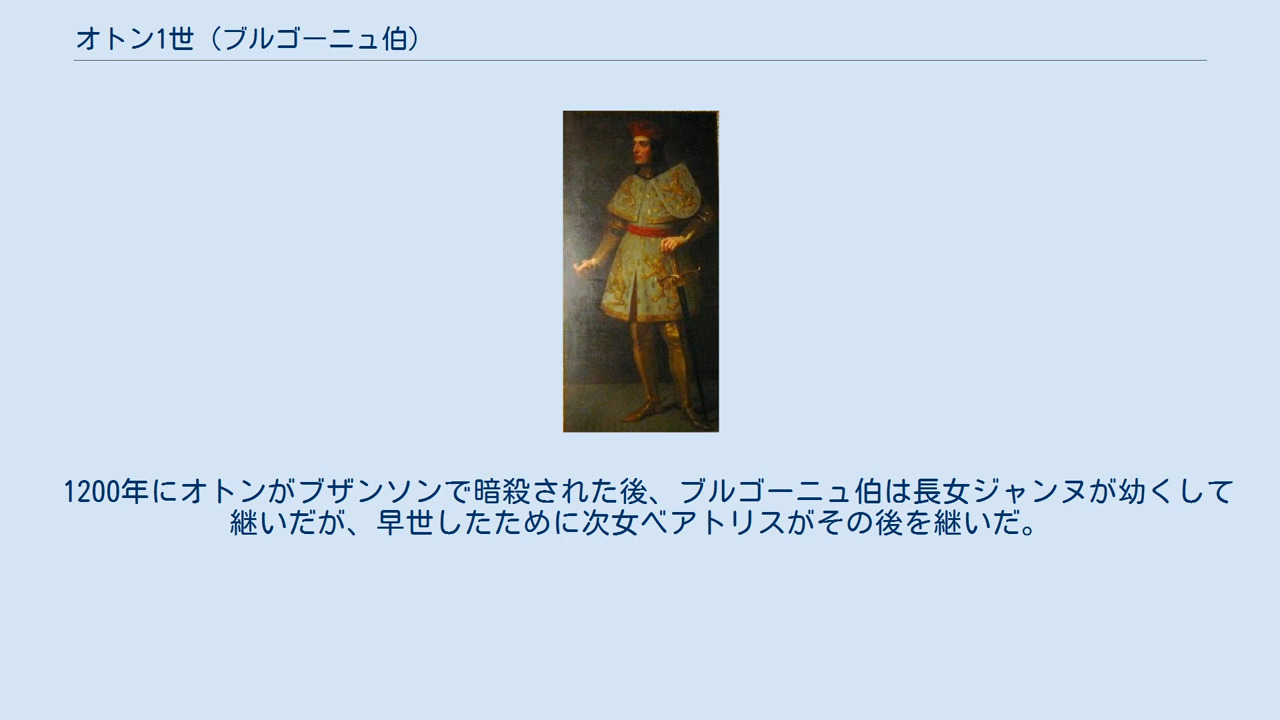 オトン1世（ブルゴーニュ伯）
1200年にオトンがブザンソンで暗殺された後、ブルゴーニュ伯は長女ジャンヌが幼くして
継いだが、早世したために次女ベアトリスがその後を継いだ。